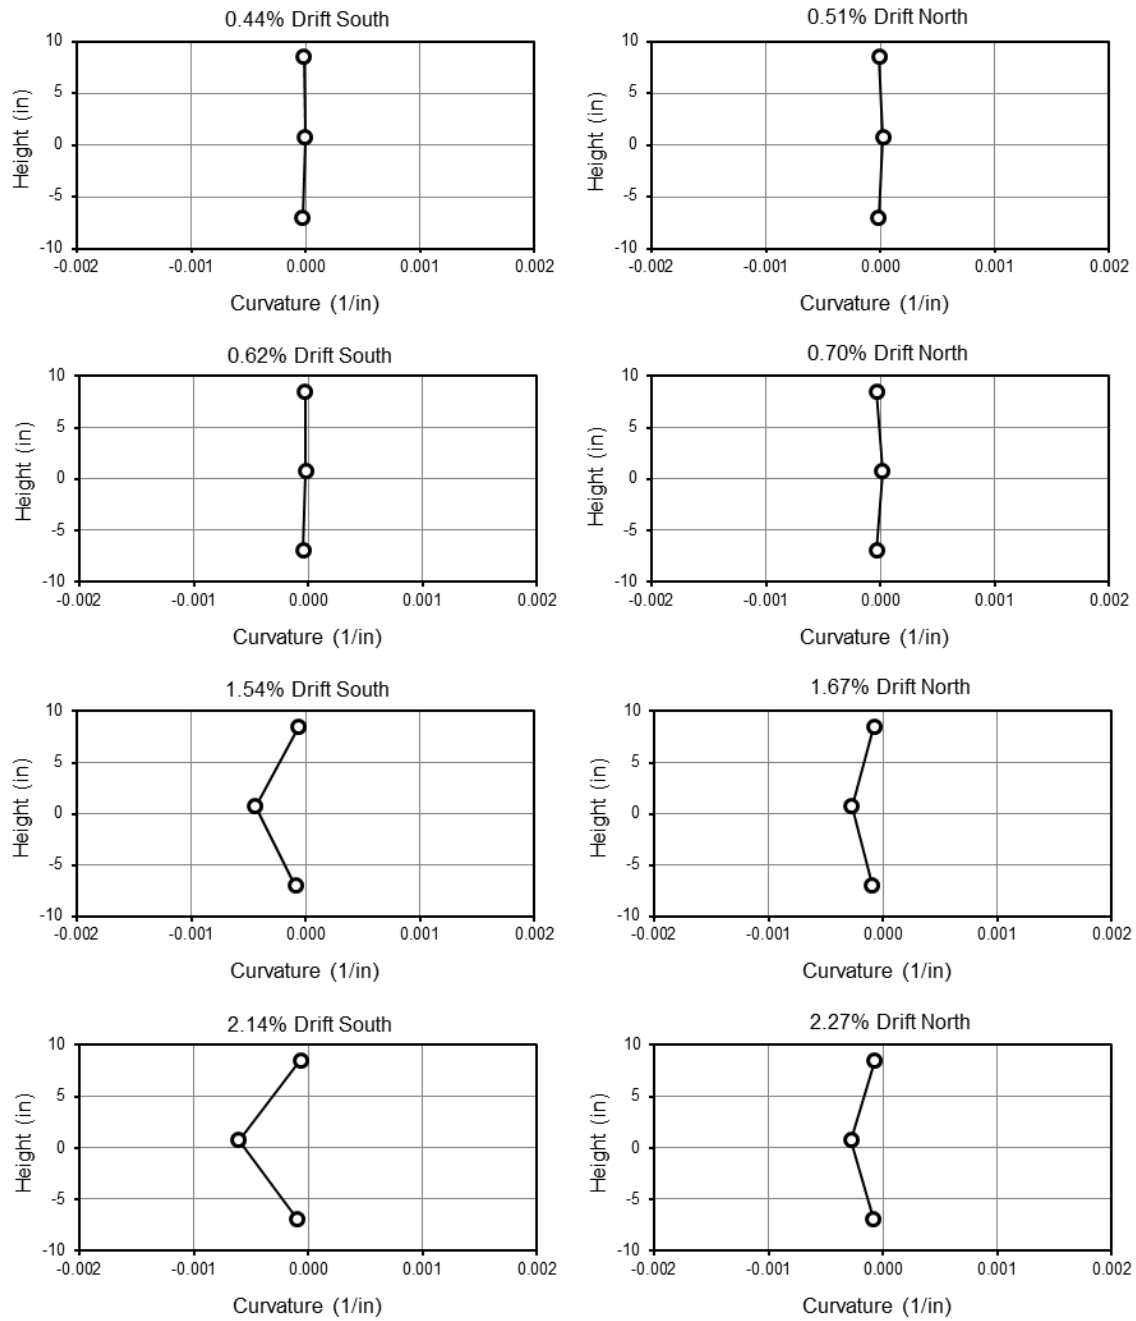 0.44% Drift South
10
5
0
-5
-10
Height (in)
-0.002 -0.001 0.000 0.001 0.002
Curvature (1/in)
0.51% Drift North
10
5
0
-5
-10
Height (in)
-0.002 -0.001 0.000 0.001 0.002
Curvature (1/in)
0.62% Drift South
10
5
0
-5
-10
Height (in)
-0.002 -0.001 0.000 0.001 0.002
Curvature (1/in)
0.70% Drift North
10
5
0
-5
-10
Height (in)
-0.002 -0.001 0.000 0.001 0.002
Curvature (1/in)
1.54% Drift South
10
5
0
-5
-10
Height (in)
-0.002 -0.001 0.000 0.001 0.002
Curvature (1/in)
1.67% Drift North
10
5
0
-5
-10
Height (in)
-0.002 -0.001 0.000 0.001 0.002
Curvature (1/in)
2.14% Drift South
10
5
0
-5
-10
Height (in)
-0.002 -0.001 0.000 0.001 0.002
Curvature (1/in)
2.27% Drift North
10
5
0
-5
-10
Height (in)
-0.002 -0.001 0.000 0.001 0.002
Curvature (1/in)